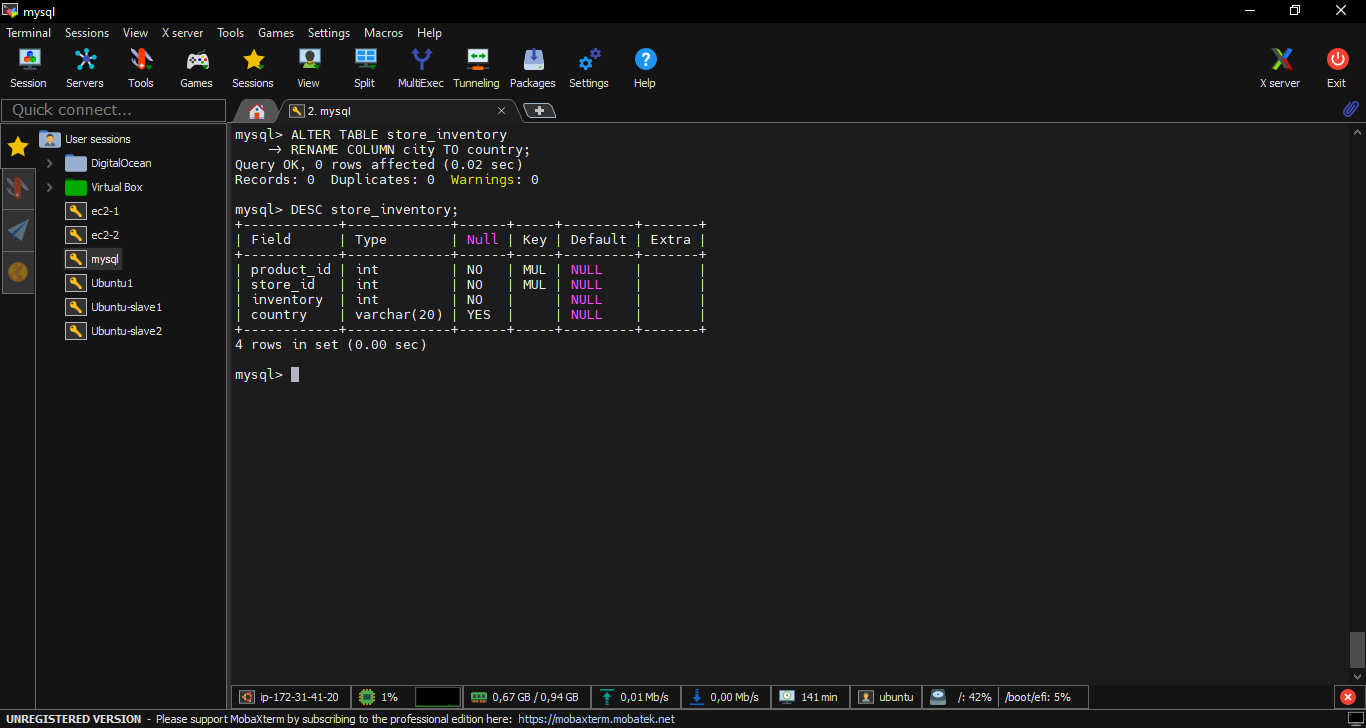 mysql
Terminal Sessions View X server Tools Games Settings Macros Help
Session Servers Tools Games Sessions View Split MultiExec Tunneling Packages Settings Help X server Exit
Quick connect...
2. mysql
User sessions
DigitalOcean
Virtual Box
ec2-1
ec2-2
mysql
Ubuntu1
Ubuntu-slave1
Ubuntu-slave2
mysql> ALTER TABLE store_inventory
    -> RENAME COLUMN city TO country;
Query OK, 0 rows affected (0.02 sec)
Records: 0  Duplicates: 0  Warnings: 0
mysql> DESC store_inventory;
+------------+-------------+------+-----+---------+-------+
| Field      | Type        | Null | Key | Default | Extra |
+------------+-------------+------+-----+---------+-------+
| product_id | int         | NO   | MUL | NULL    |       |
| store_id   | int         | NO   | MUL | NULL    |       |
| inventory  | int         | NO   |     | NULL    |       |
| country    | varchar(20) | YES  |     | NULL    |       |
+------------+-------------+------+-----+---------+-------+
4 rows in set (0.00 sec)
mysql>
ip-172-31-41-20 1% 0,67 GB / 0,94 GB 0,01 Mb/s 0,00 Mb/s 141 min ubuntu /: 42% /boot/efi: 5%
UNREGISTERED VERSION - Please support MobaXterm by subscribing to the professional edition here: https://mobaxterm.mobatek.net